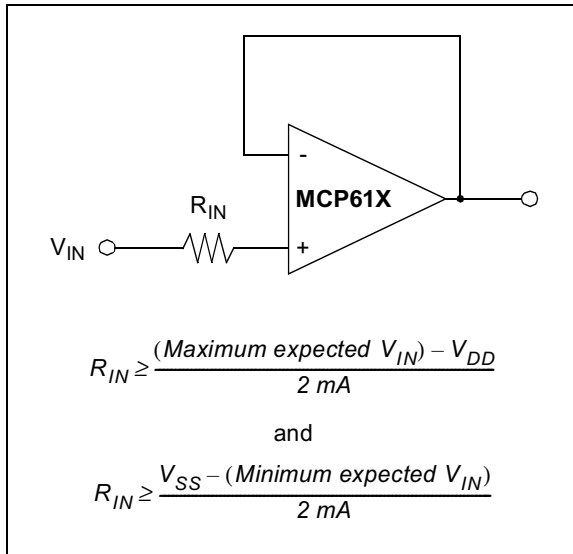 -
MCP61X
R_IN
V_IN
+
R_IN ≥ (Maximum expected V_IN) – V_DD
2 mA
and
R_IN ≥ V_SS – (Minimum expected V_IN)
2 mA